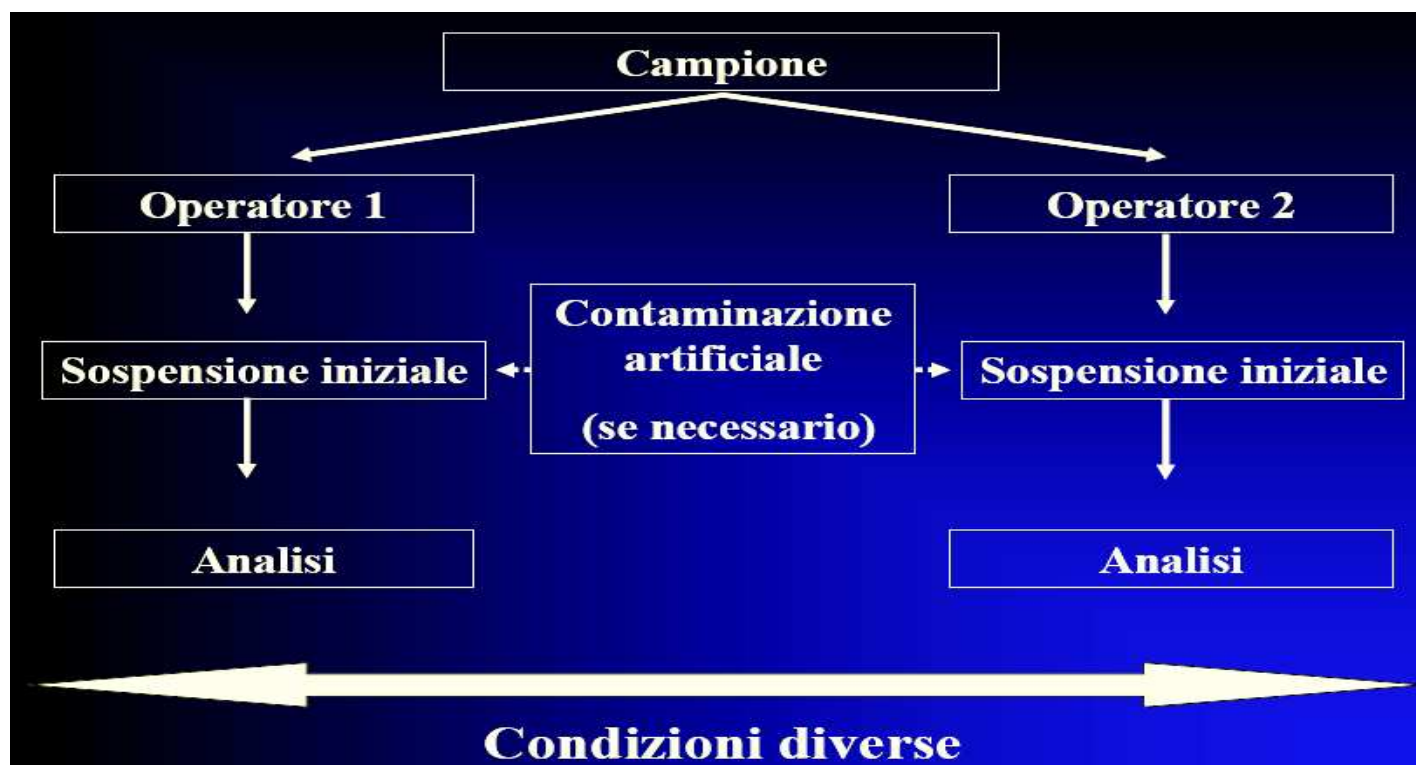 Campione
Operatore 1
Operatore 2
Contaminazione
artificiale
(se necessario)
Sospensione iniziale
Sospensione iniziale
Analisi
Analisi
Condizioni diverse